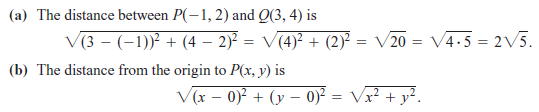 (a) The distance between P(−1, 2) and Q(3, 4) is
√(3 − (−1))² + (4 − 2)² = √(4)² + (2)² = √20 = √4·5 = 2√5.
(b) The distance from the origin to P(x, y) is
√(x − 0)² + (y − 0)² = √x² + y².